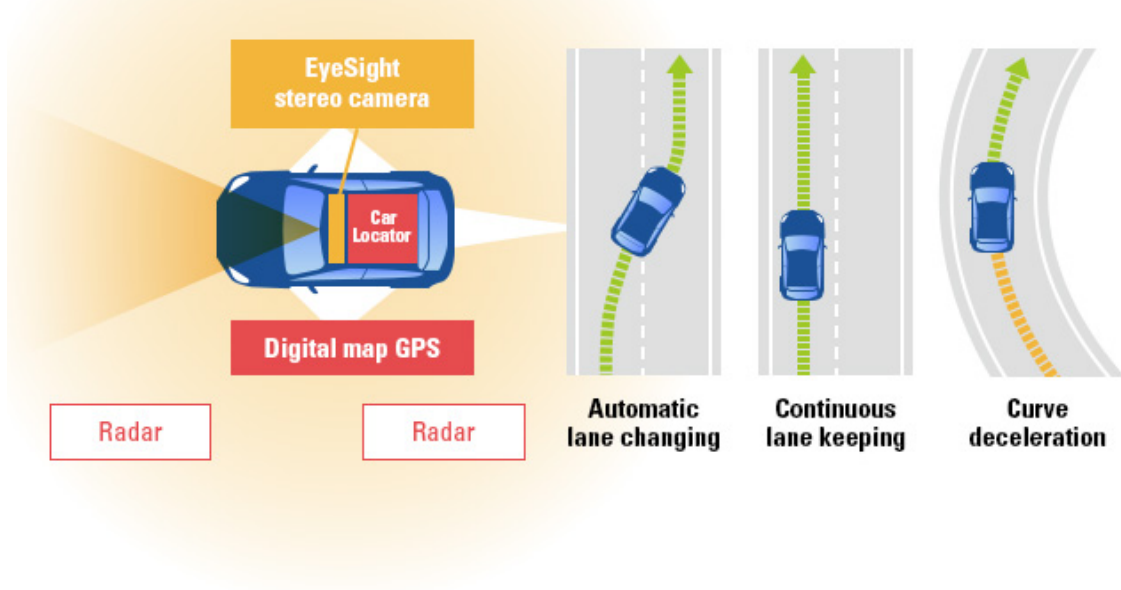 EyeSight
stereo camera
Car
Locator
Digital map GPS
Radar
Radar
Automatic
lane changing
Continuous
lane keeping
Curve
deceleration